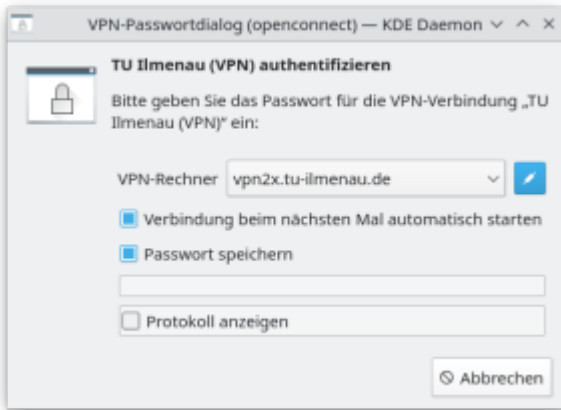 VPN-Passwortdialog (openconnect) — KDE Daemon
TU Ilmenau (VPN) authentifizieren
Bitte geben Sie das Passwort für die VPN-Verbindung „TU
Ilmenau (VPN)“ ein:
VPN-Rechner vpn2x.tu-ilmenau.de
Verbindung beim nächsten Mal automatisch starten
Passwort speichern
Protokoll anzeigen
Abbrechen